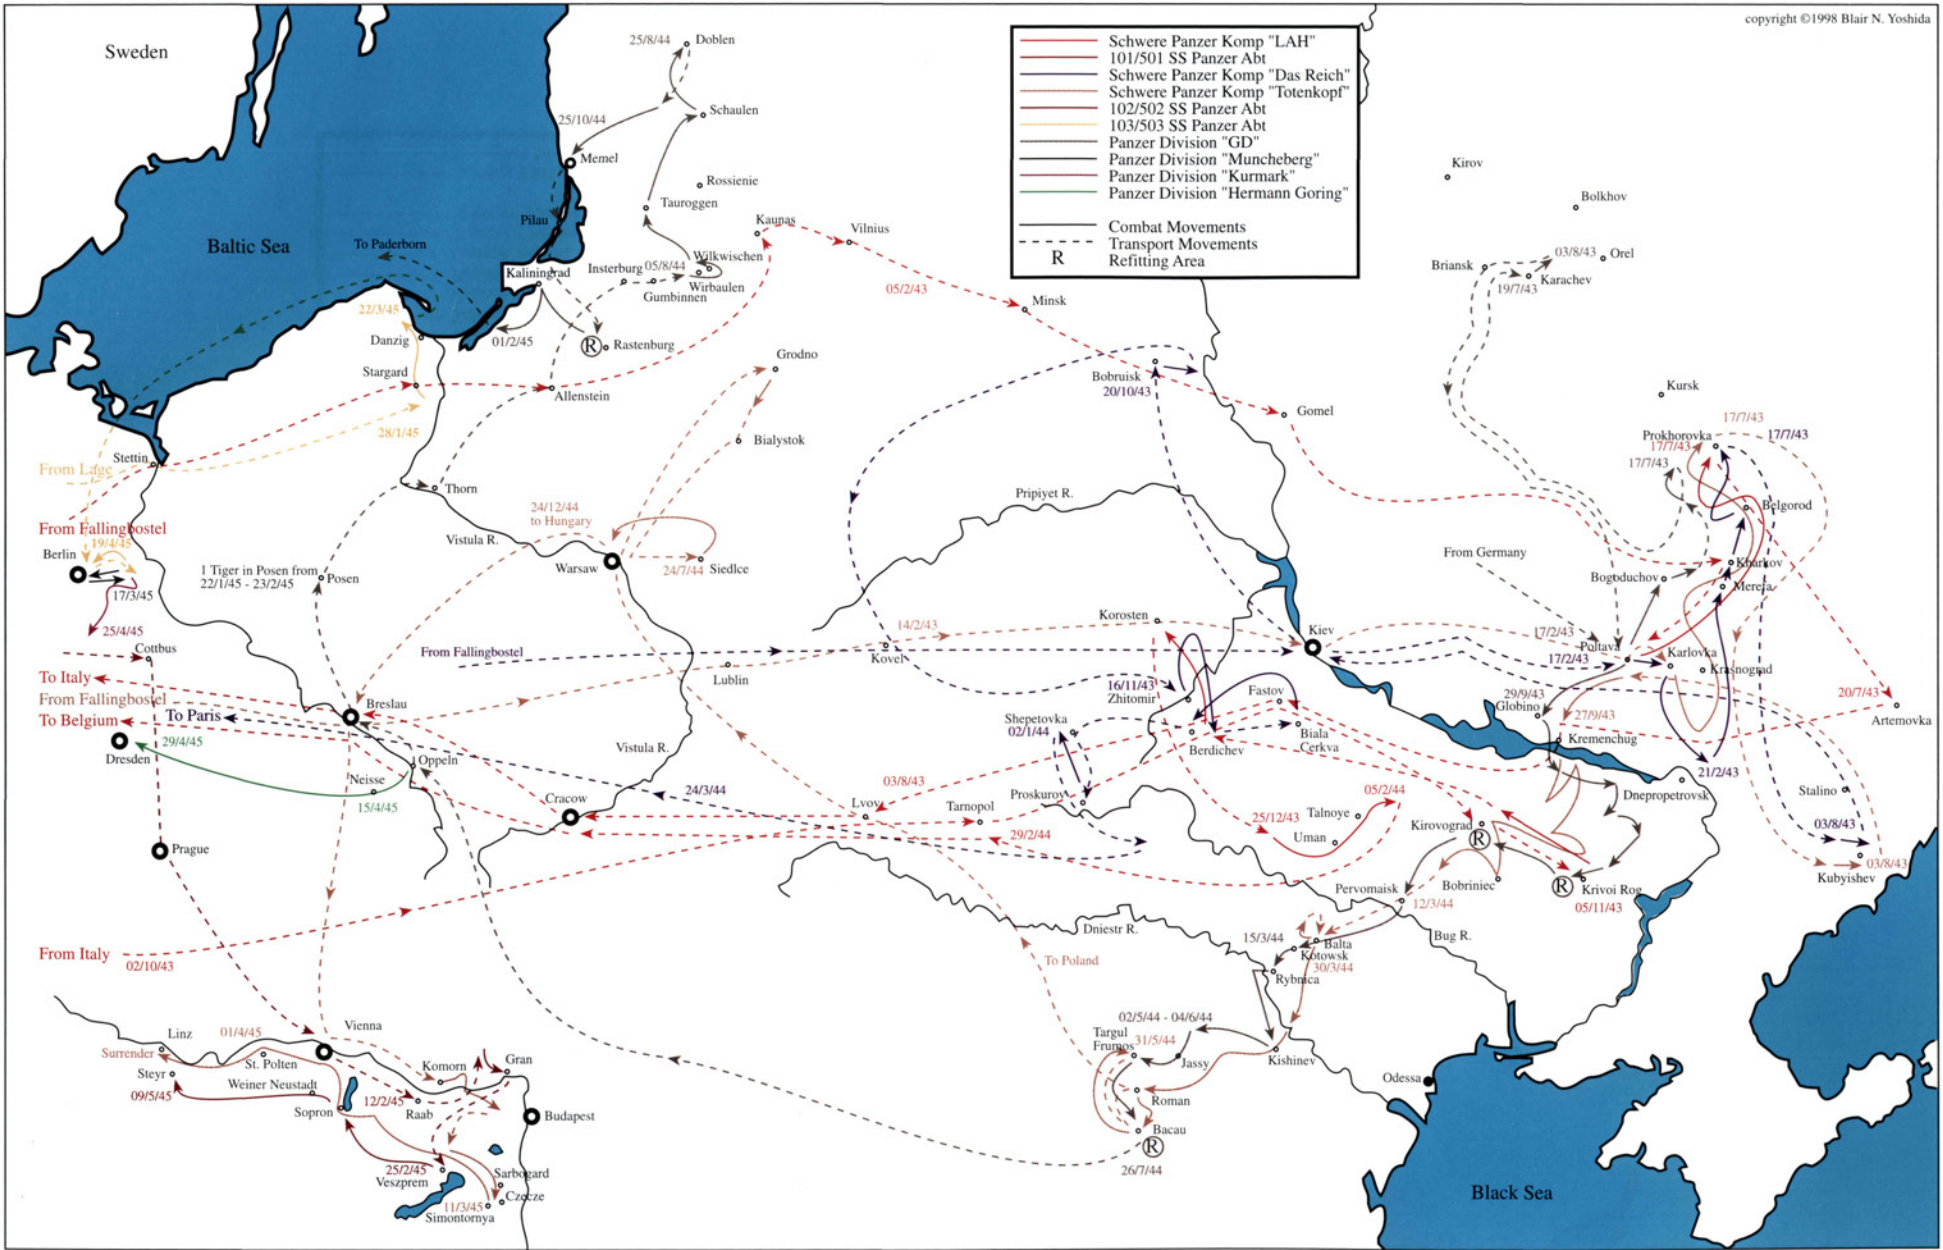 copyright ©1998 Blair N. Yoshida
Sweden
Schwere Panzer Komp "LAH"
101/501 SS Panzer Abt
Schwere Panzer Komp "Das Reich"
Schwere Panzer Komp "Totenkopf"
102/502 SS Panzer Abt
103/503 SS Panzer Abt
Panzer Division "GD"
Panzer Division "Muncheberg"
Panzer Division "Kurmark"
Panzer Division "Hermann Goring"
Combat Movements
Transport Movements
R Refitting Area
25/8/44
Doblen
Schaulen
25/10/44
Memel
Rossienie
Tauroggen
Pilau
Kaunas
Vilnius
Baltic Sea
To Paderborn
Kaliningrad
Insterburg
05/8/44
Wilkwischen
Wirbaulen
Gumbinnen
05/2/43
Minsk
Kirov
Bolkhov
Briansk
03/8/43
Orel
Karachev
19/7/43
22/3/45
Danzig
01/2/45
R
Rastenburg
Stargard
Allenstein
Grodno
Bobruisk
20/10/43
Gomel
Kursk
28/1/45
Bialystok
Stettin
From Lage
Thorn
Prokhorovka
17/7/43
17/7/43
17/7/43
17/7/43
Pripiyet R.
Belgorod
From Fallingbostel
19/4/45
Berlin
24/12/44
to Hungary
Vistula R.
Warsaw
24/7/44
Siedlce
1 Tiger in Posen from
22/1/45 - 23/2/45
Posen
From Germany
Bogoduchov
Kharkov
Merefa
17/3/45
25/4/45
Cottbus
Korosten
14/2/43
Kiev
17/2/43
Poltava
17/2/43
Karlovka
Krasnograd
From Fallingbostel
Kovel
Lublin
To Italy
From Fallingbostel
To Belgium
To Paris
Breslau
16/11/43
Zhitomir
Fastov
29/9/43
Globino
27/9/43
20/7/43
Artemovka
Shepetovka
02/1/44
Berdichev
Biala
Cerkva
Kremenchug
29/4/45
Dresden
Oppeln
Neisse
15/4/45
Vistula R.
21/2/43
Stalino
Dnepropetrovsk
Cracow
24/3/44
03/8/43
Lvov
Tarnopol
Proskurov
05/2/44
Talnoye
25/12/43
Uman
Kirovograd
R
29/2/44
03/8/43
03/8/43
Kubyishev
Prague
Bobriniec
R
Krivoi Rog
05/11/43
Pervomaisk
12/3/44
Dniestr R.
Bug R.
15/3/44
Balta
Kotowsk
30/3/44
Rybnica
From Italy
02/10/43
To Poland
02/5/44 - 04/6/44
Targul
Frumos
31/5/44
Jassy
Kishinev
Odessa
Roman
Bacau
R
26/7/44
Linz
01/4/45
Vienna
Surrender
St. Polten
Komorn
Gran
Steyr
Weiner Neustadt
09/5/45
Sopron
12/2/45
Raab
Budapest
25/2/45
Veszprem
Sarbogard
Czecze
11/3/45
Simontornya
Black Sea